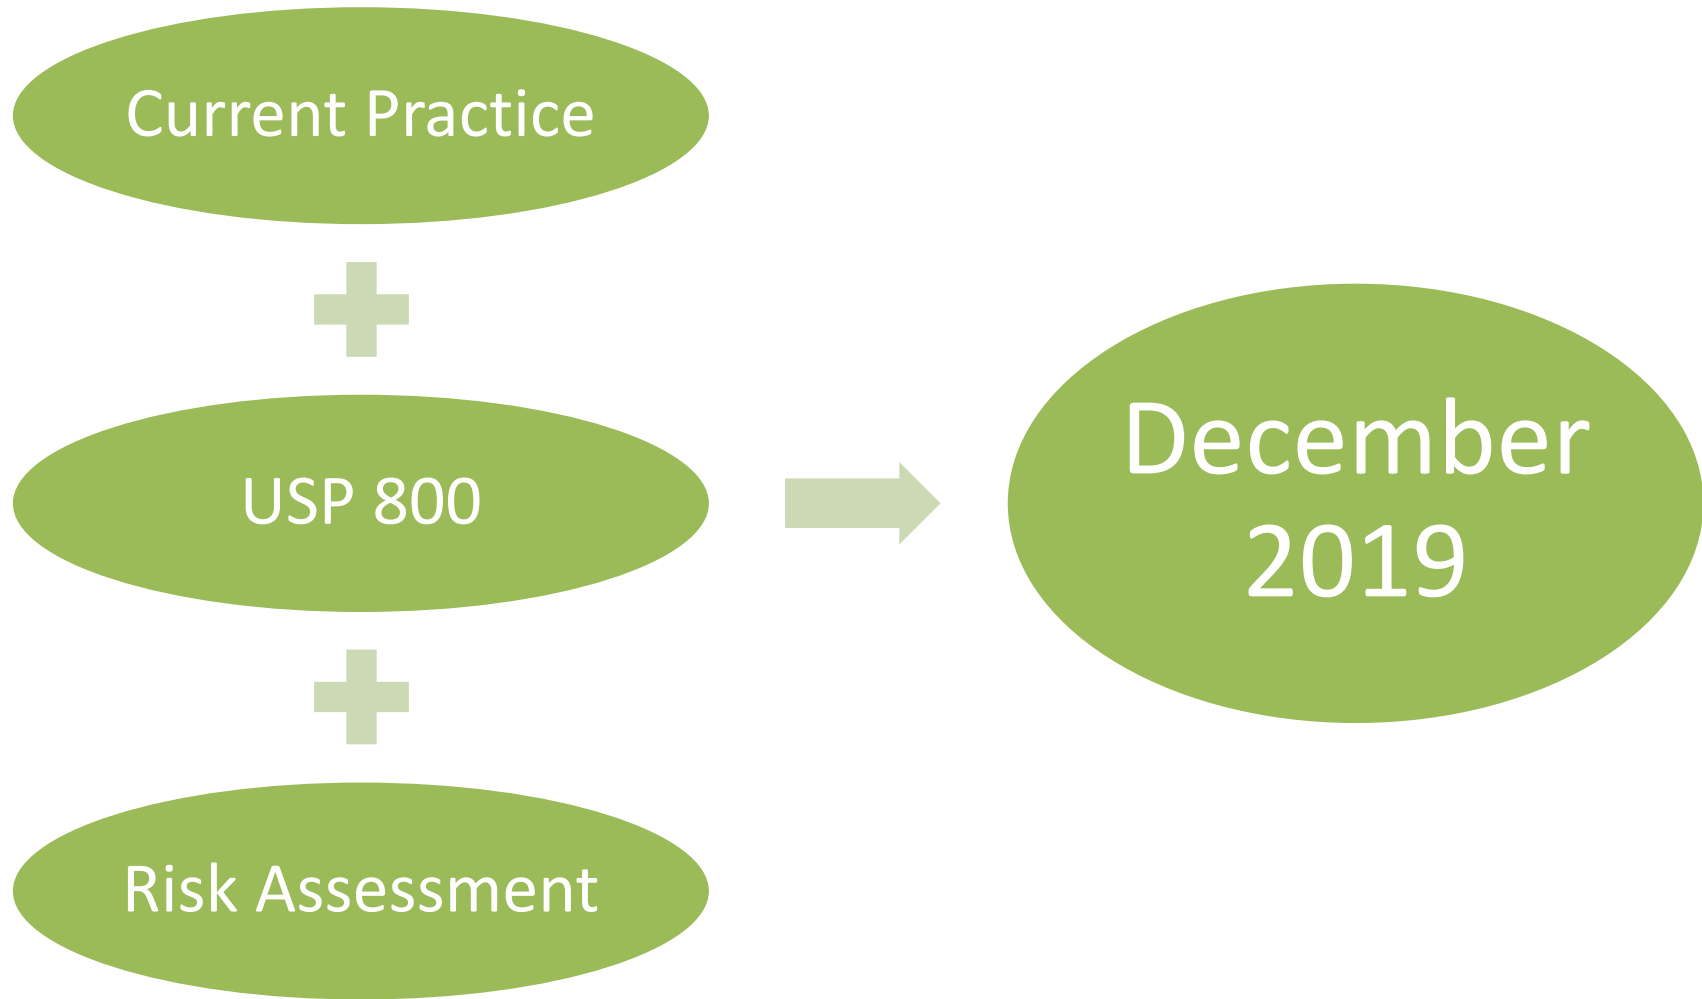 Current Practice
USP 800
Risk Assessment
December
2019